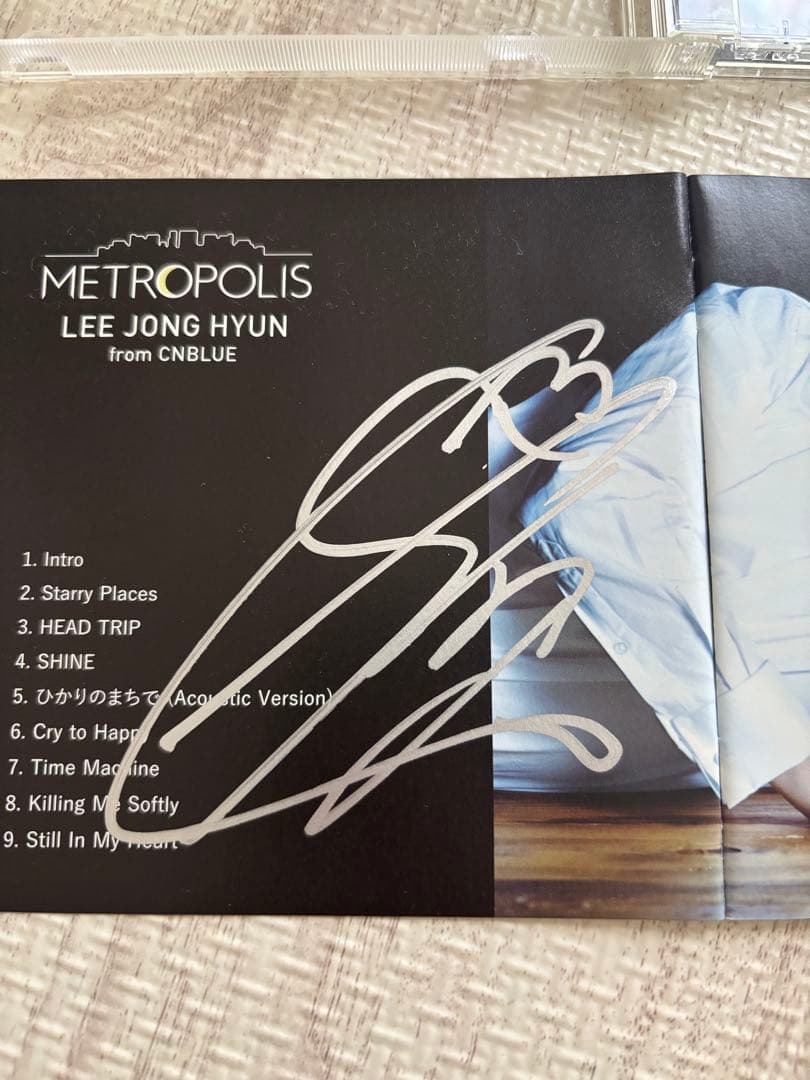 METROPOLIS
LEE JONG HYUN
from CNBLUE
1. Intro
2. Starry Places
3. HEAD TRIP
4. SHINE
5. ひかりのまちで (Acoustic Version)
6. Cry to Happy
7. Time Machine
8. Killing Me Softly
9. Still In My Heart